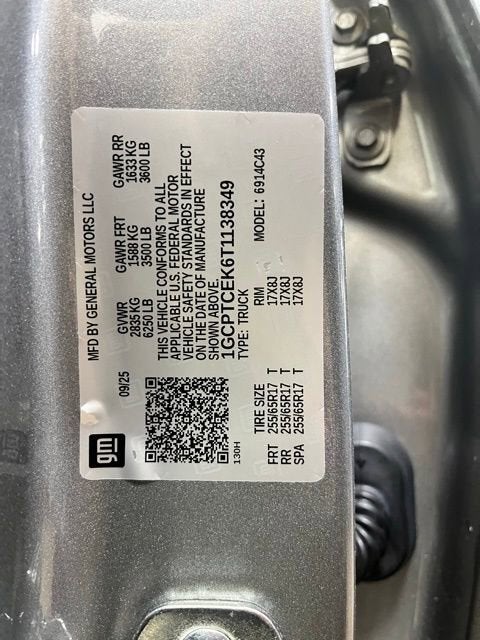 MFD BY GENERAL MOTORS LLC
gm
09/25
GVWR GAWR FRT GAWR RR
2835 KG 1588 KG 1633 KG
6250 LB 3500 LB 3600 LB
THIS VEHICLE CONFORMS TO ALL
APPLICABLE U.S. FEDERAL MOTOR
VEHICLE SAFETY STANDARDS IN EFFECT
ON THE DATE OF MANUFACTURE
SHOWN ABOVE.
1GCPTCEK6T1138349
130H
TYPE: TRUCK MODEL: 6914C43
TIRE SIZE RIM
FRT 255/65R17 T 17X8J
RR 255/65R17 T 17X8J
SPA 255/65R17 T 17X8J